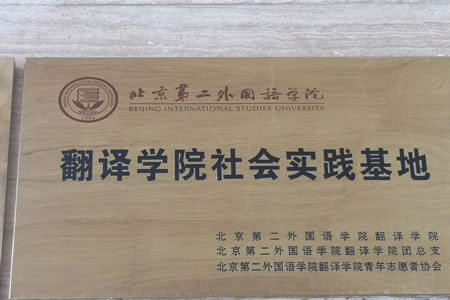 北京第二外国語学院
BEIJING INTERNATIONAL STUDIES UNIVERSITY
翻译学院社会实践基地
北京第二外国语学院翻译学院
北京第二外国语学院翻译学院团总支
北京第二外国语学院翻译学院青年志愿者协会